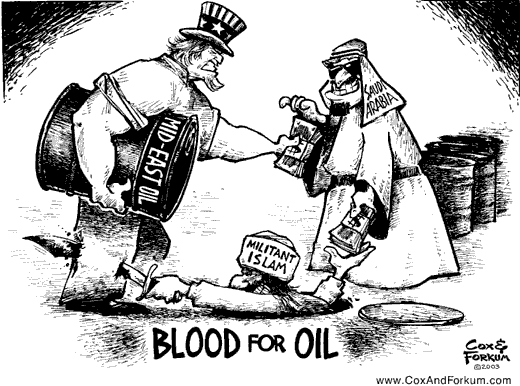 SAUDI
ARABIA
MID-EAST OIL
MILITANT
ISLAM
BLOOD FOR OIL
COX &
FORKUM
©2003
www.CoxAndForkum.com